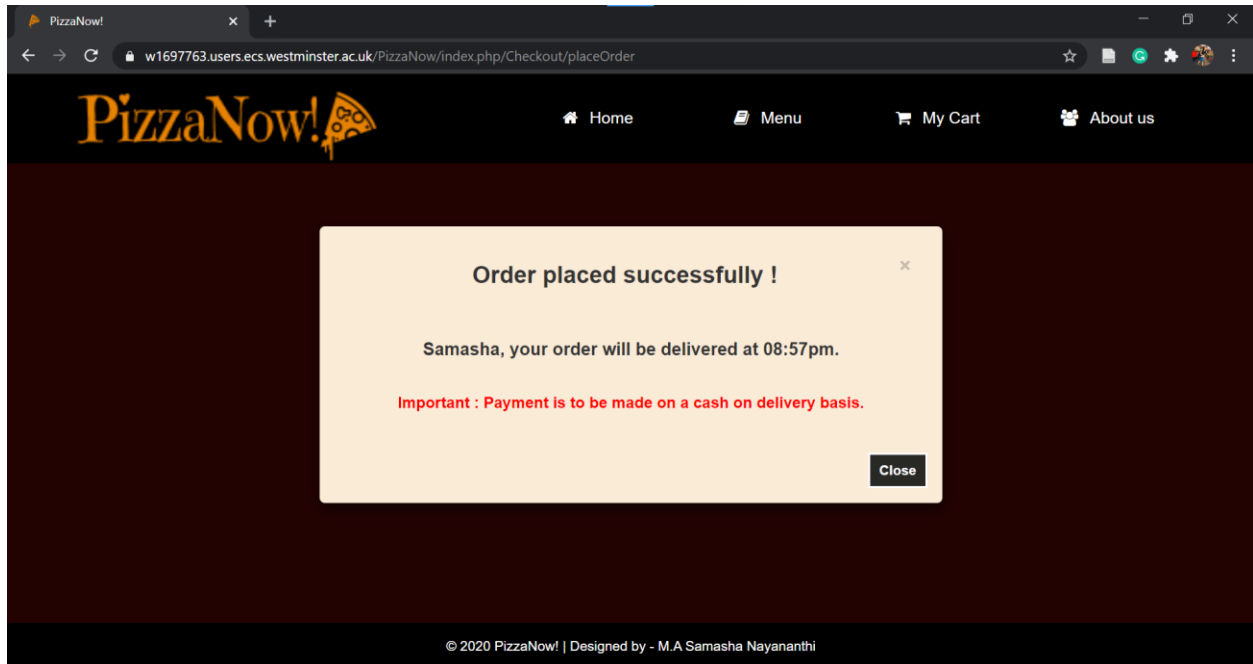 PizzaNow!
w1697763.users.ecs.westminster.ac.uk/PizzaNow/index.php/Checkout/placeOrder
PizzaNow! Home Menu My Cart About us
Order placed successfully !
Samasha, your order will be delivered at 08:57pm.
Important : Payment is to be made on a cash on delivery basis.
Close
© 2020 PizzaNow! | Designed by - M.A Samasha Nayananthi